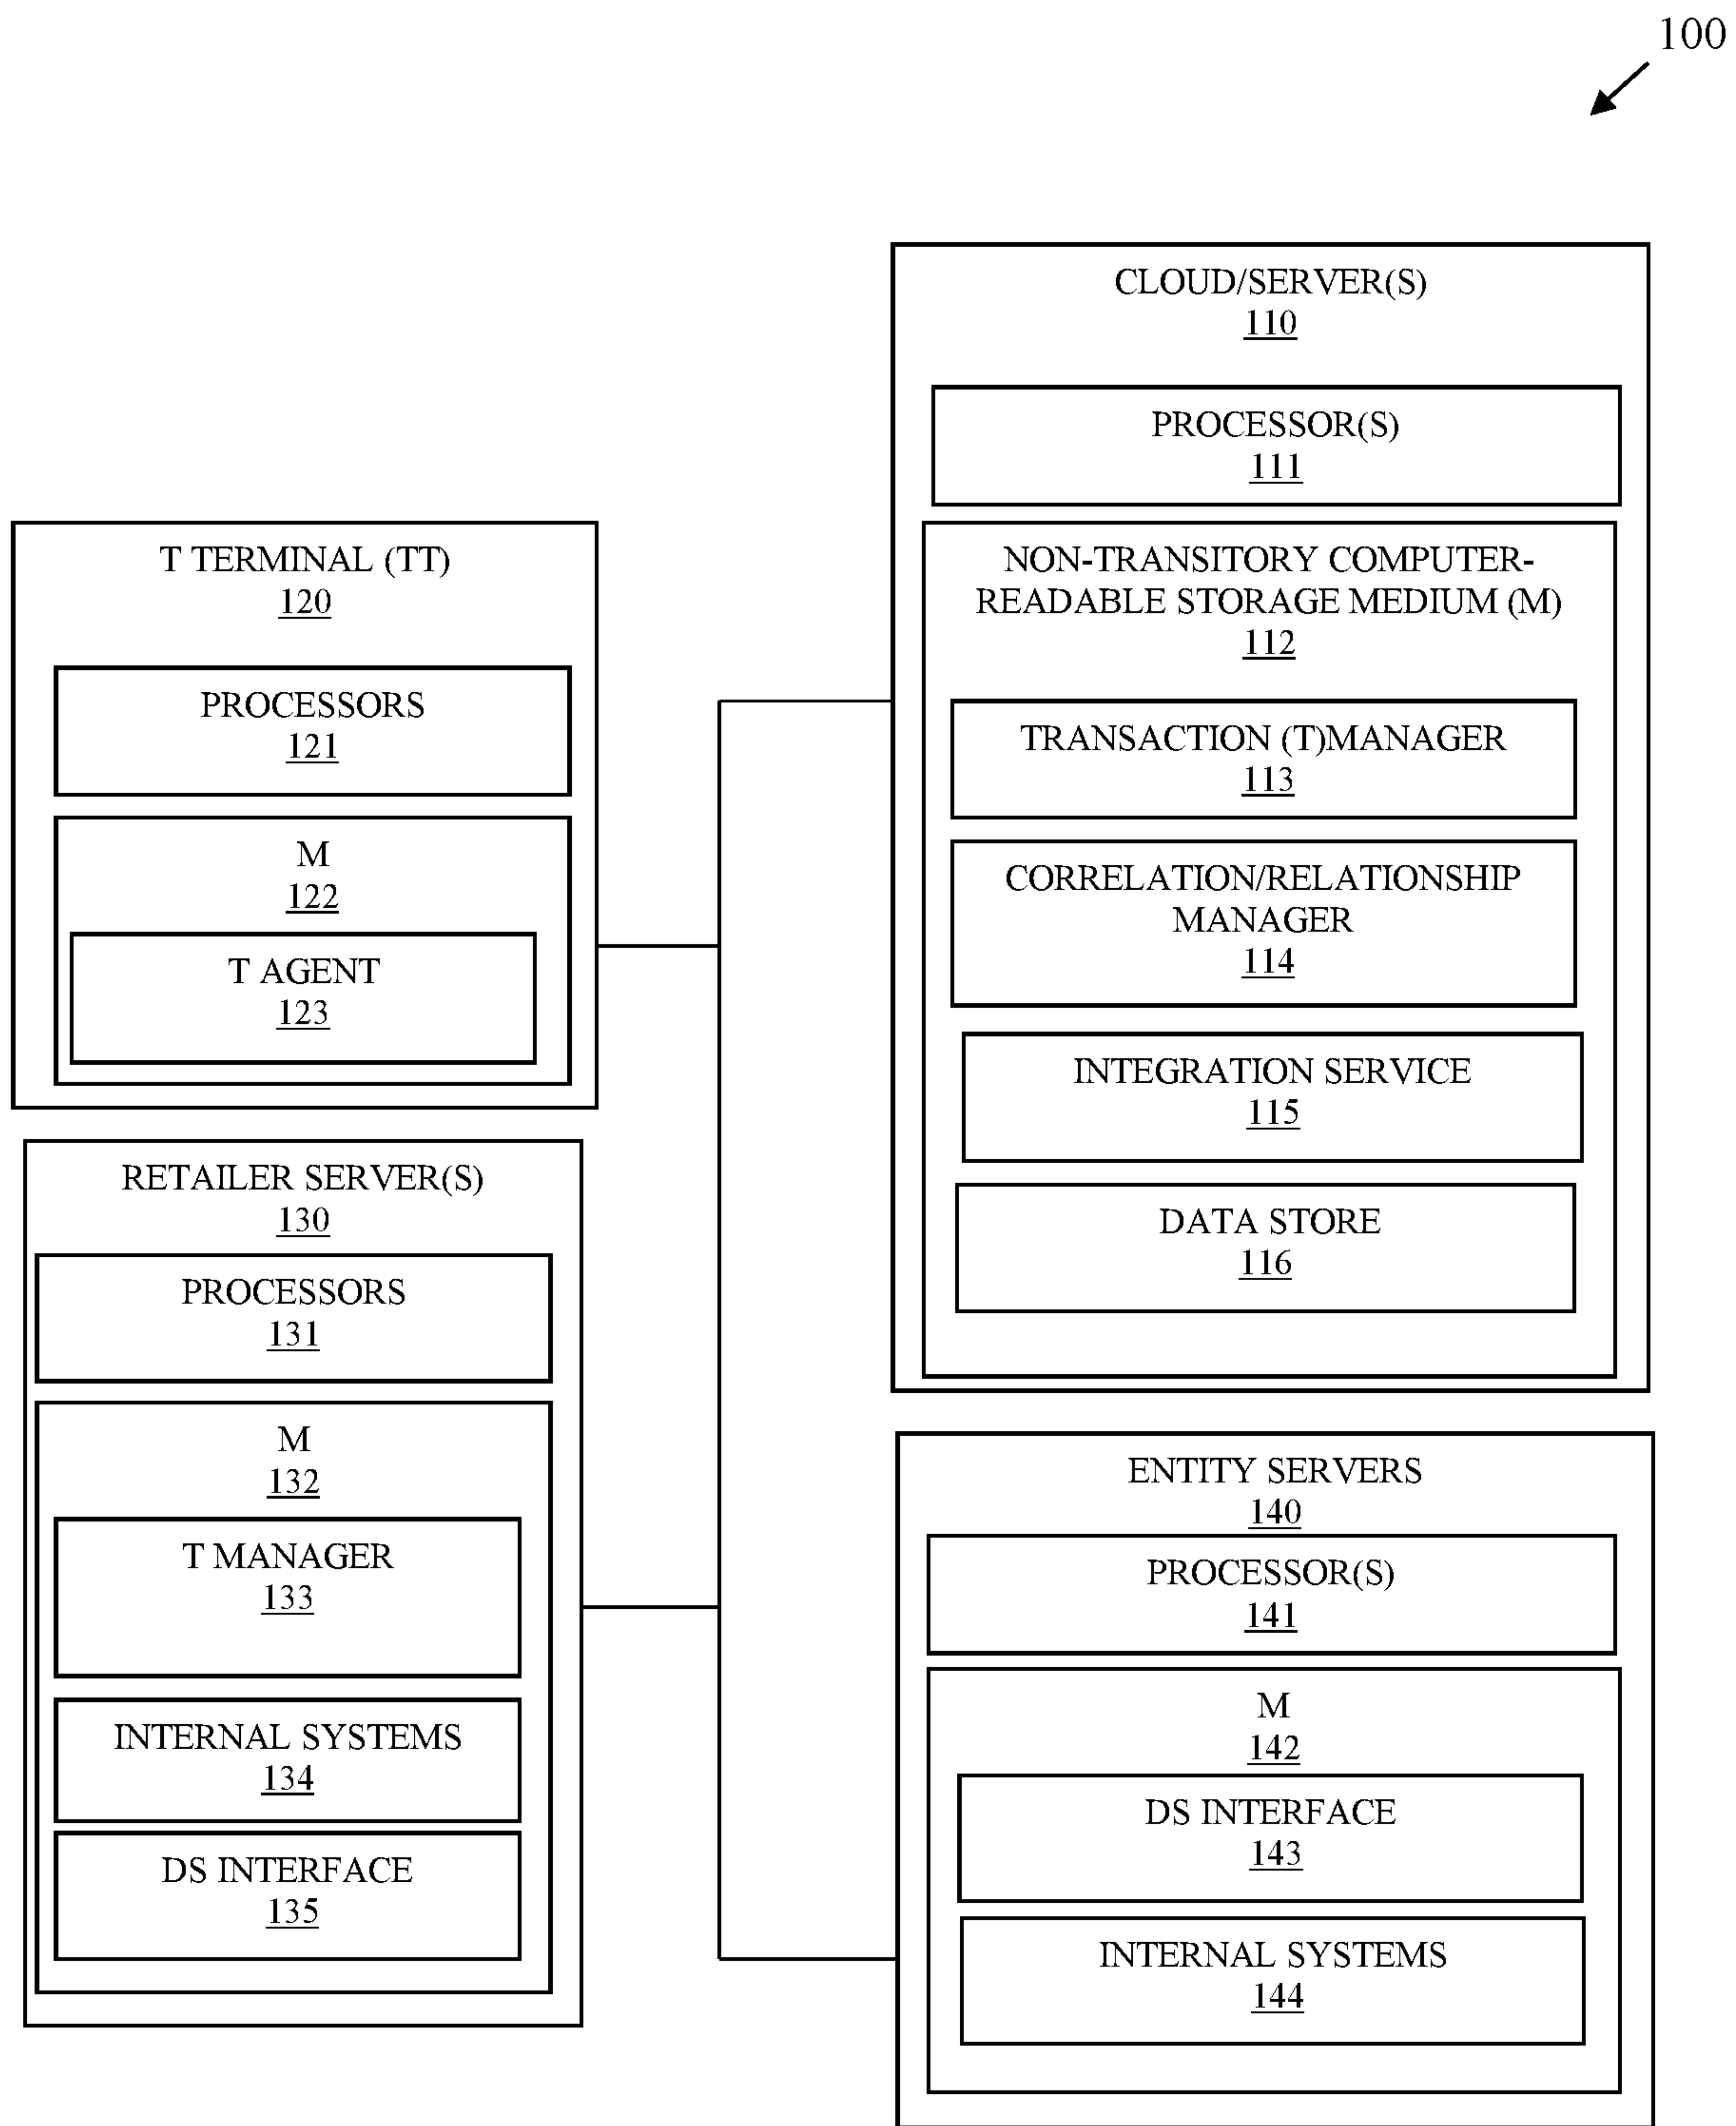 100
CLOUD/SERVER(S)
110
PROCESSOR(S)
111
NON-TRANSITORY COMPUTER-
READABLE STORAGE MEDIUM (M)
112
TRANSACTION (T)MANAGER
113
CORRELATION/RELATIONSHIP
MANAGER
114
INTEGRATION SERVICE
115
DATA STORE
116
T TERMINAL (TT)
120
PROCESSORS
121
M
122
T AGENT
123
RETAILER SERVER(S)
130
PROCESSORS
131
M
132
T MANAGER
133
INTERNAL SYSTEMS
134
DS INTERFACE
135
ENTITY SERVERS
140
PROCESSOR(S)
141
M
142
DS INTERFACE
143
INTERNAL SYSTEMS
144